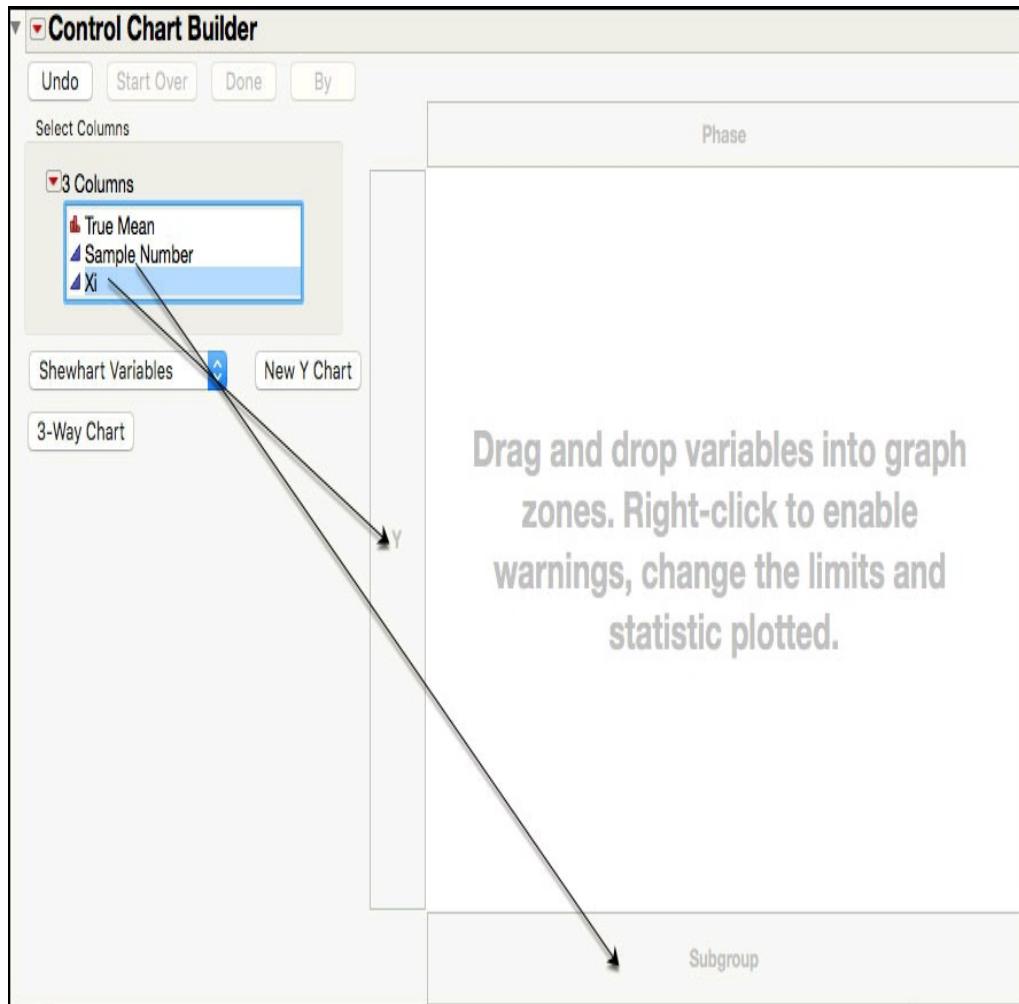 Control Chart Builder
Undo Start Over Done By
Select Columns
Phase
3 Columns
True Mean
Sample Number
Xi
Shewhart Variables New Y Chart
3-Way Chart
Y
Drag and drop variables into graph
zones. Right-click to enable
warnings, change the limits and
statistic plotted.
Subgroup